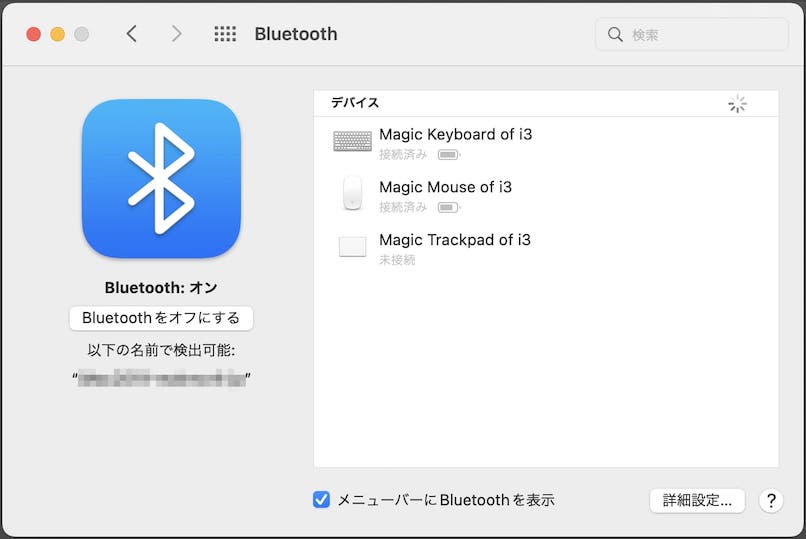 Bluetooth
検索
Bluetooth: オン
Bluetoothをオフにする
以下の名前で検出可能:
デバイス
Magic Keyboard of i3
接続済み
Magic Mouse of i3
接続済み
Magic Trackpad of i3
未接続
メニューバーにBluetoothを表示
詳細設定...
?